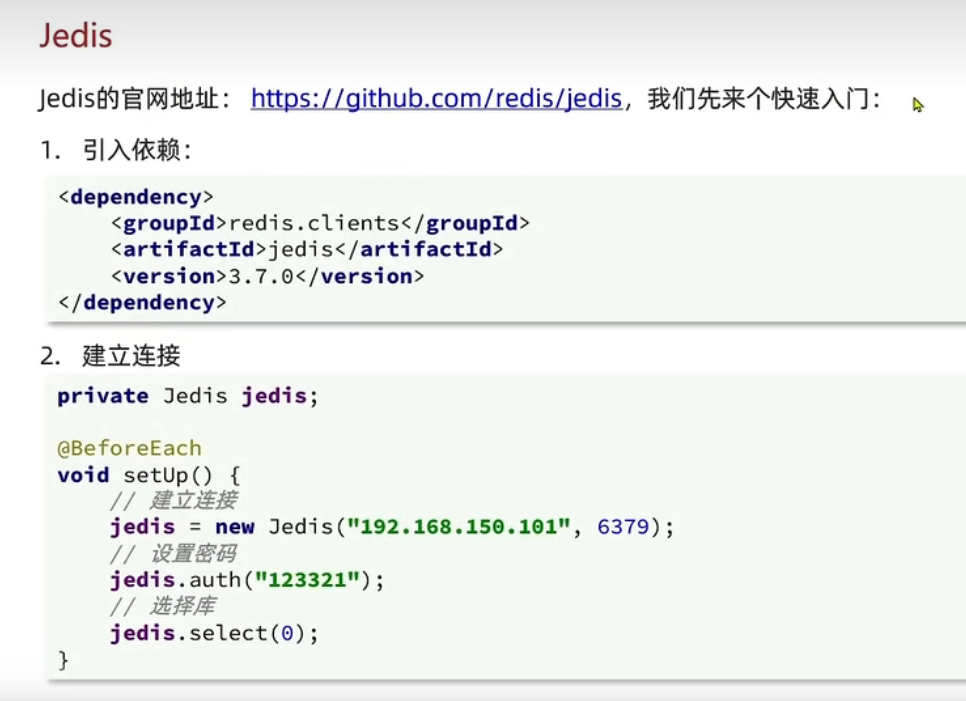 Jedis
Jedis的官网地址： https://github.com/redis/jedis，我们先来个快速入门：
1. 引入依赖：
<dependency>
    <groupId>redis.clients</groupId>
    <artifactId>jedis</artifactId>
    <version>3.7.0</version>
</dependency>
2. 建立连接
private Jedis jedis;
@BeforeEach
void setUp() {
    // 建立连接
    jedis = new Jedis("192.168.150.101", 6379);
    // 设置密码
    jedis.auth("123321");
    // 选择库
    jedis.select(0);
}